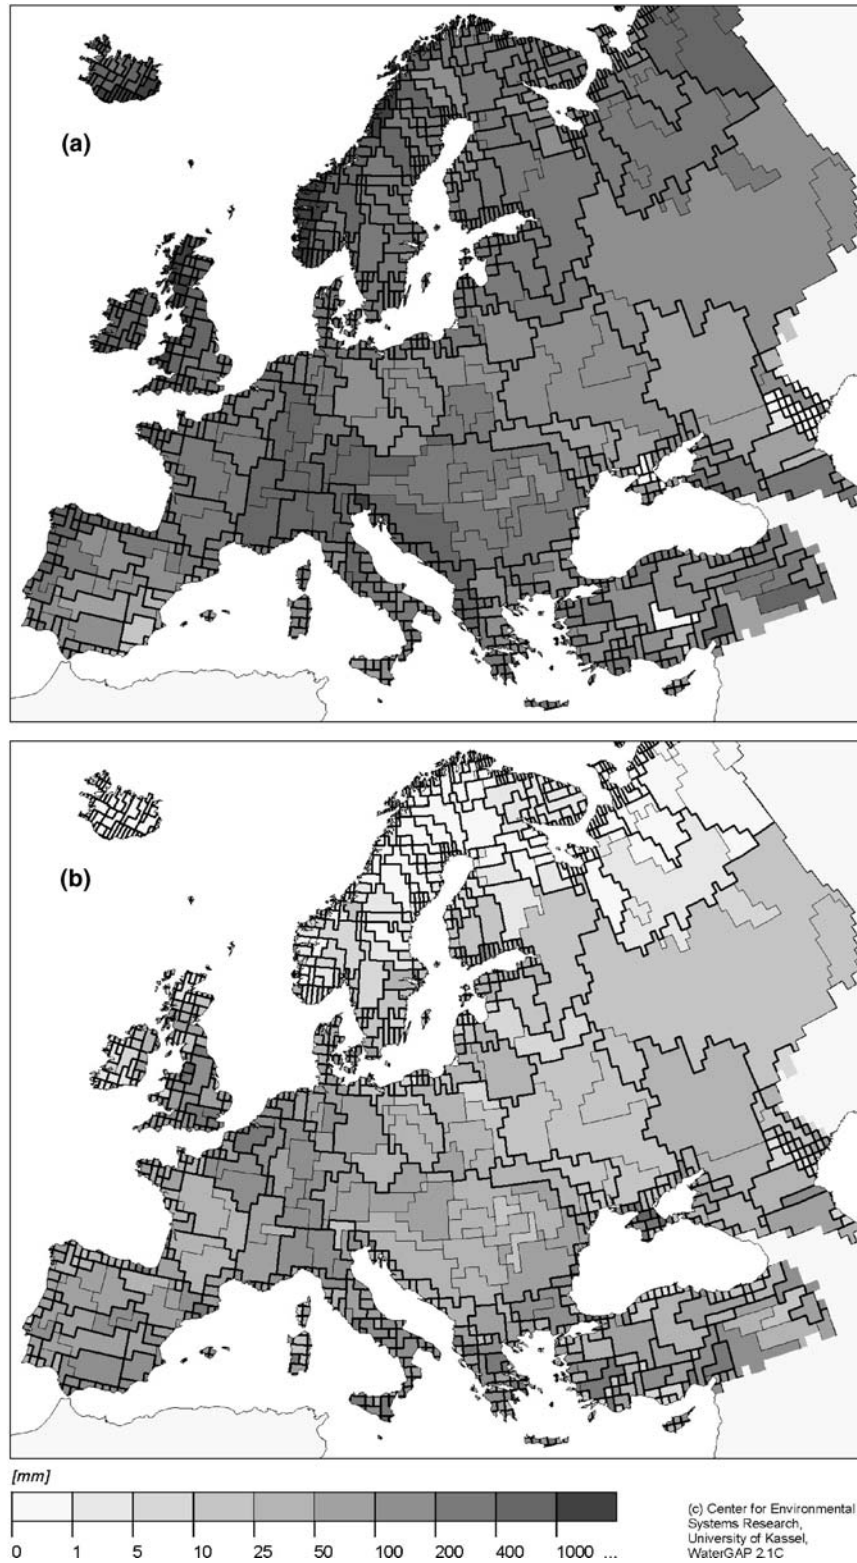 (a)
(b)
[mm]
0 1 5 10 25 50 100 200 400 1000 ...
(c) Center for Environmental
Systems Research,
University of Kassel,
WaterGAP 2.1C